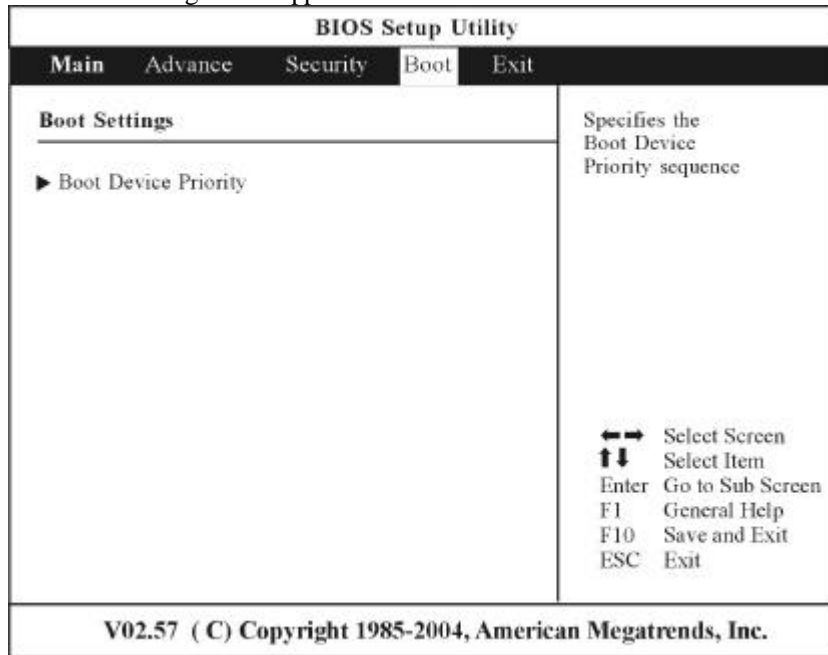 BIOS Setup Utility
Main Advance Security Boot Exit
Boot Settings
▶ Boot Device Priority
Specifies the
Boot Device
Priority sequence
←→ Select Screen
↑↓ Select Item
Enter Go to Sub Screen
F1 General Help
F10 Save and Exit
ESC Exit
V02.57 ( C) Copyright 1985-2004, American Megatrends, Inc.